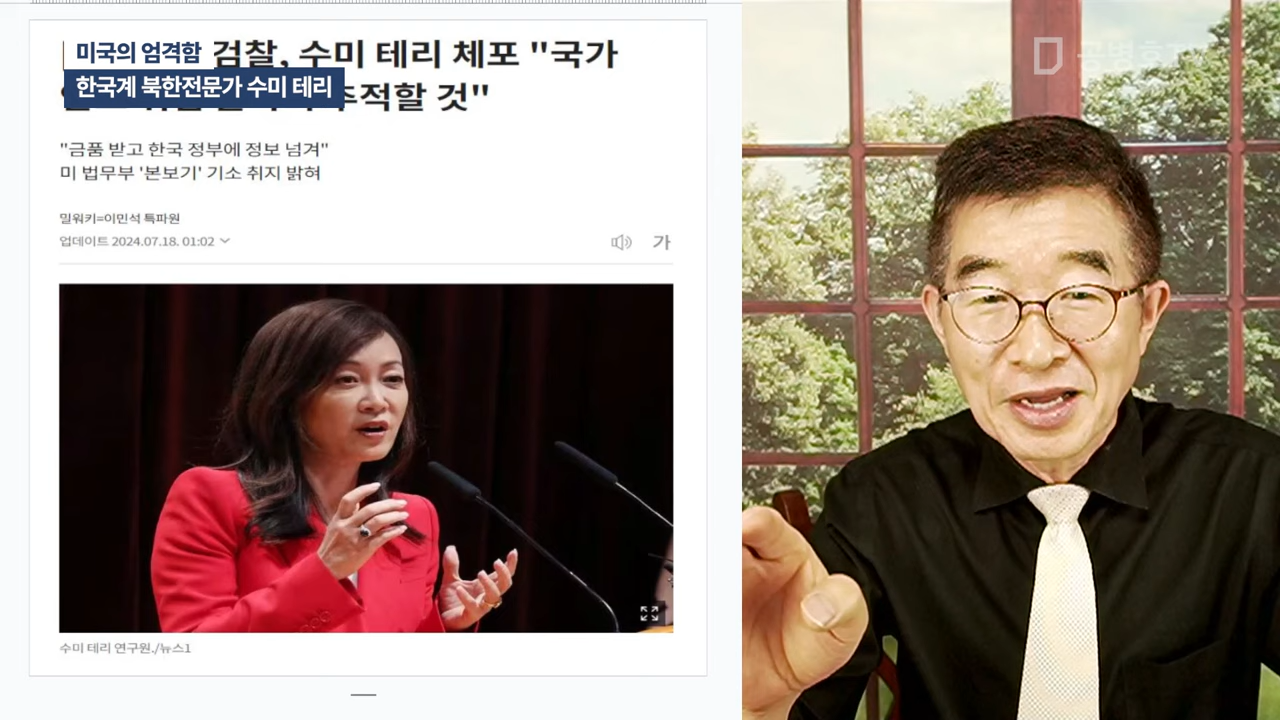 미국의 엄격함
한국계 북한전문가 수미 테리
검찰, 수미 테리 체포 "국가
추적할 것"
"금품 받고 한국 정부에 정보 넘겨"
미 법무부 '본보기' 기소 취지 밝혀
밀워키=이민석 특파원
업데이트 2024.07.18. 01:02
가
수미 테리 연구원./뉴스1
공병호